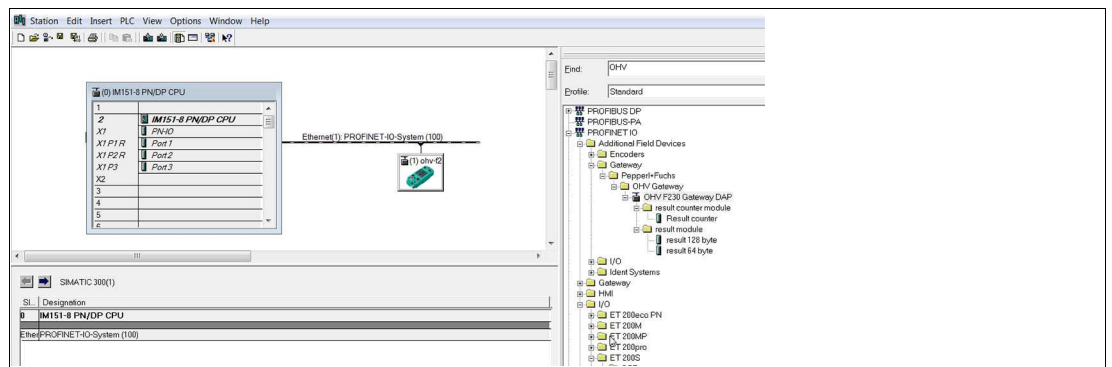 Station Edit Insert PLC View Options Window Help
(0) IM151-8 PN/DP CPU
1
2 IM151-8 PN/DP CPU
X1 PN-IO
X1 P1 R Port 1
X1 P2 R Port 2
X1 P3 Port 3
X2
3
4
5
6
Ethernet(1): PROFINET-IO-System (100)
(1) ohv-f2
SIMATIC 300(1)
Sl... Designation
0 IM151-8 PN/DP CPU
Ether PROFINET-IO-System (100)
Find: OHV
Profile: Standard
PROFIBUS DP
PROFIBUS-PA
PROFINET IO
Additional Field Devices
Encoders
Gateway
Pepperl+Fuchs
OHV Gateway
OHV F230 Gateway DAP
result counter module
Result counter
result module
result 128 byte
result 64 byte
I/O
Ident Systems
Gateway
HMI
I/O
ET 200eco PN
ET 200M
ET 200MP
ET 200pro
ET 200S